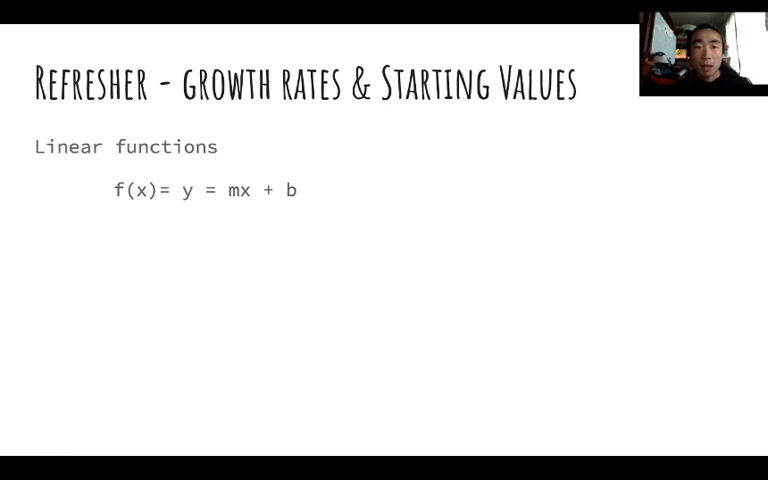 Refresher - growth rates & Starting Values
Linear functions
f(x)= y = mx + b